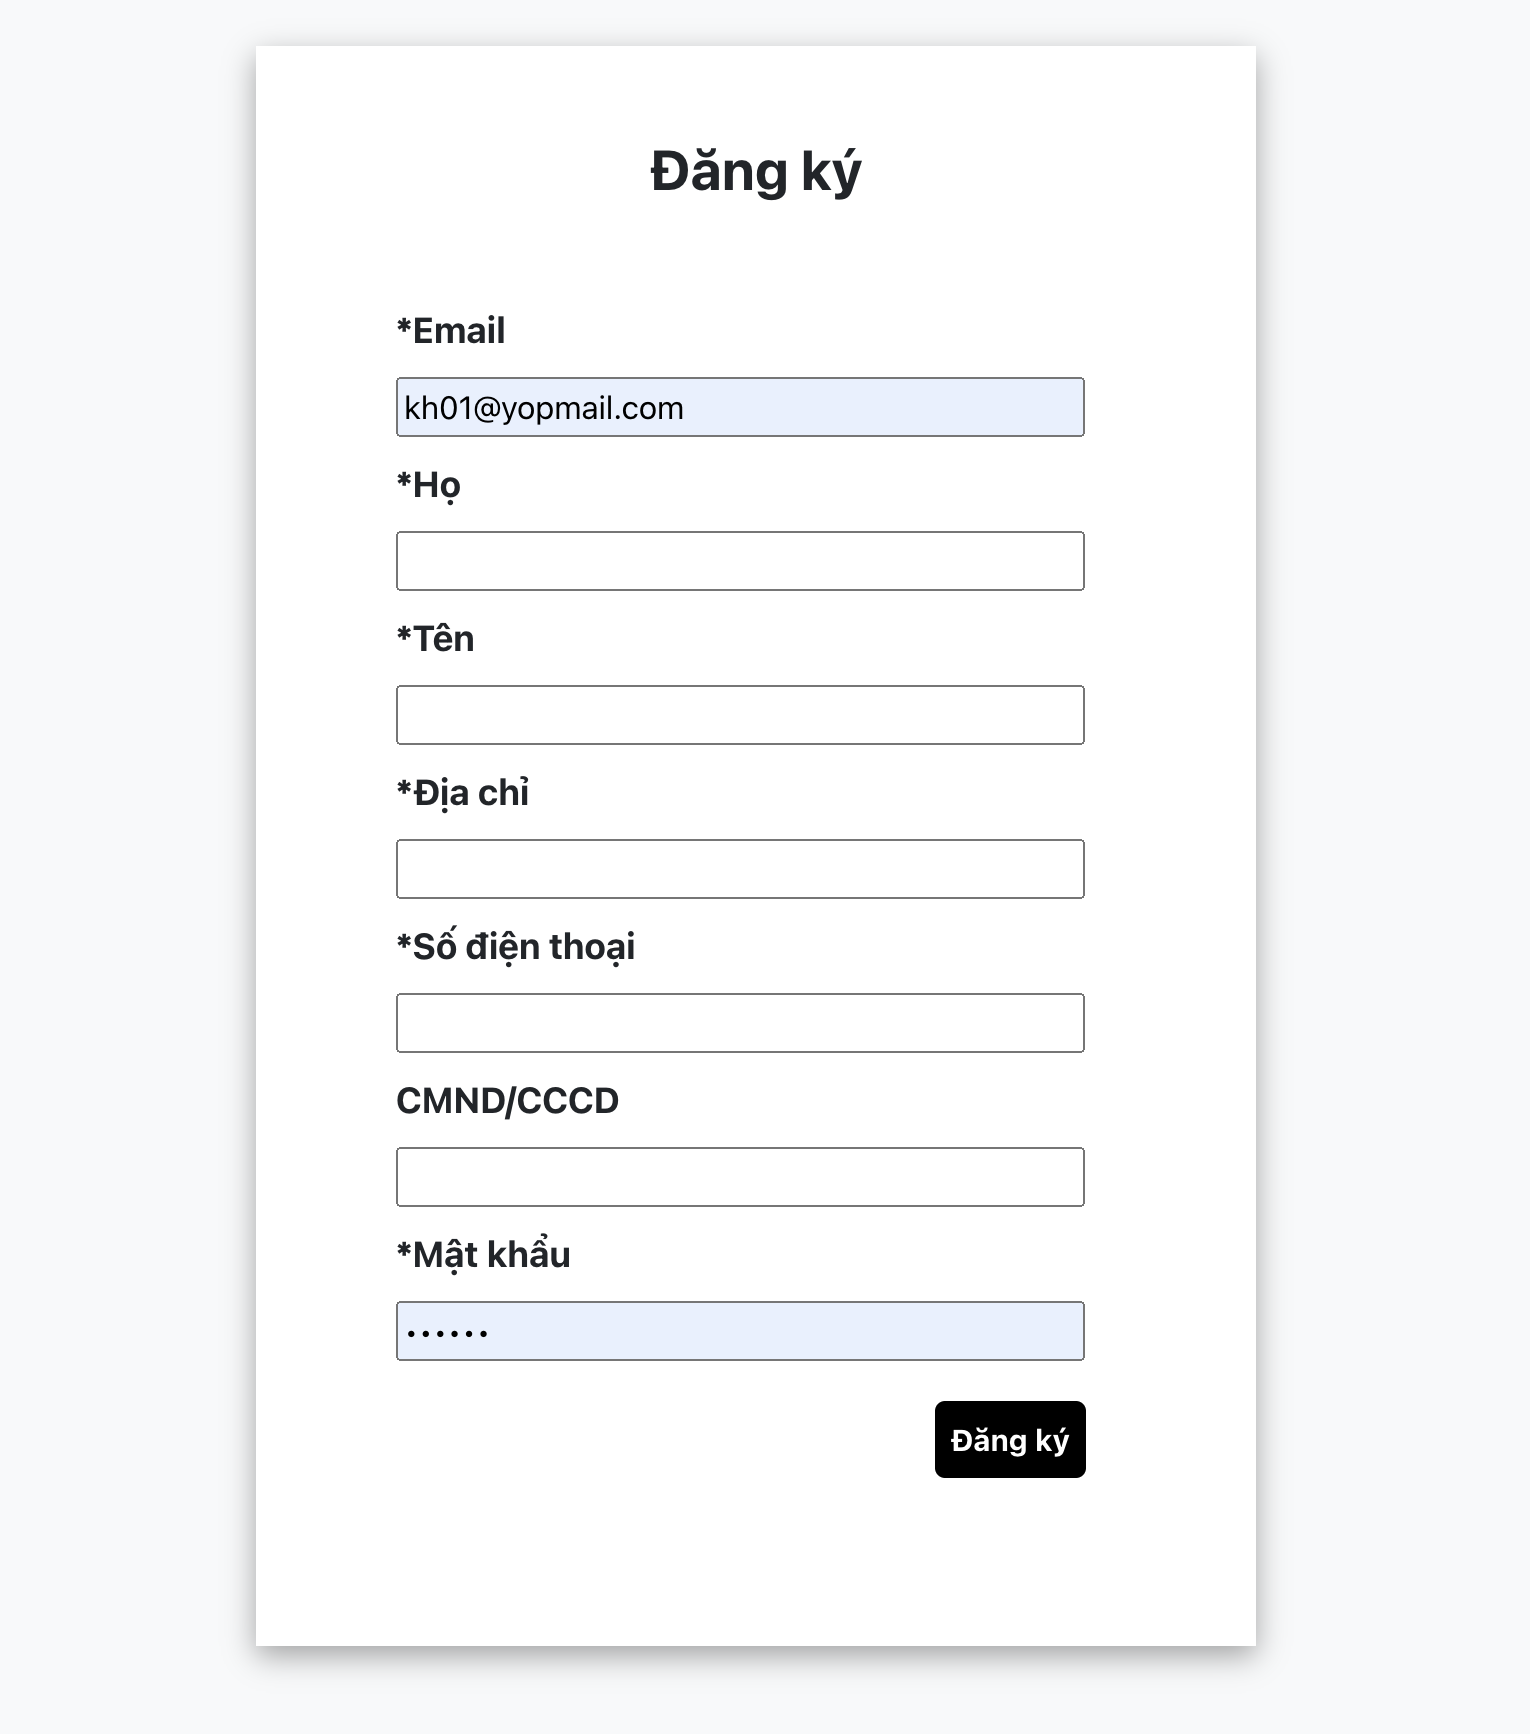 Đăng ký
*Email
kh01@yopmail.com
*Họ
*Tên
*Địa chỉ
*Số điện thoại
CMND/CCCD
*Mật khẩu
••••••
Đăng ký